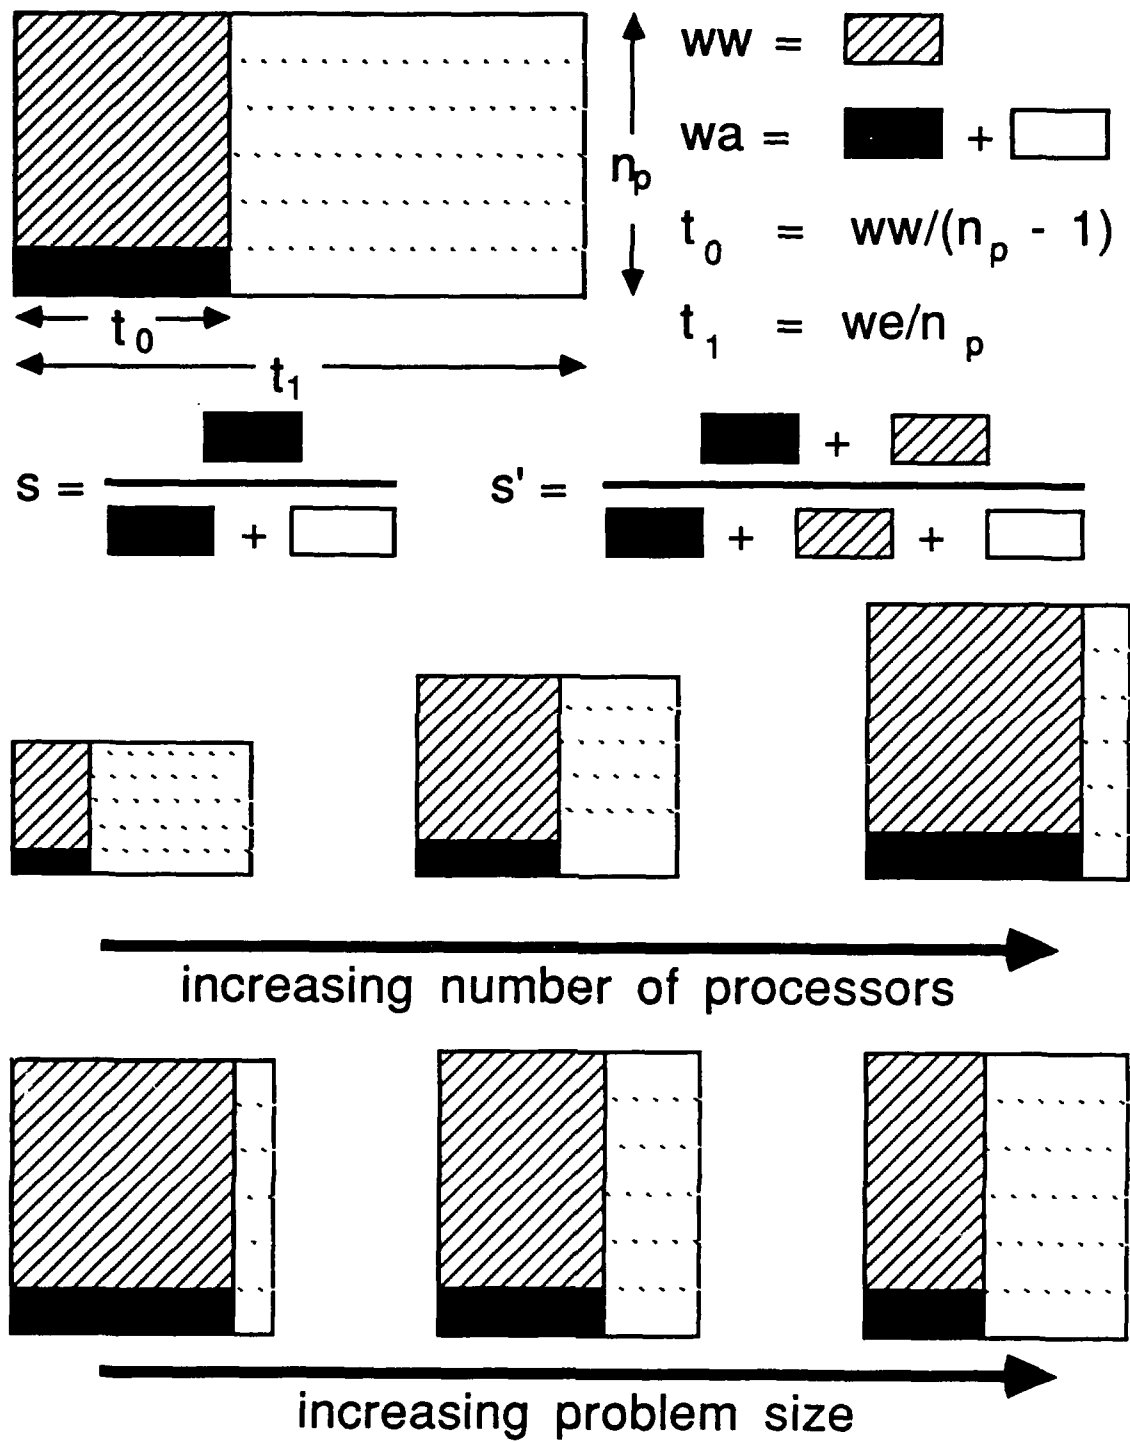 ww =
wa = +
n_p
t_0 = ww/(n_p - 1)
t_0
t_1 = we/n_p
t_1
s = +
s' = + + +
increasing number of processors
increasing problem size